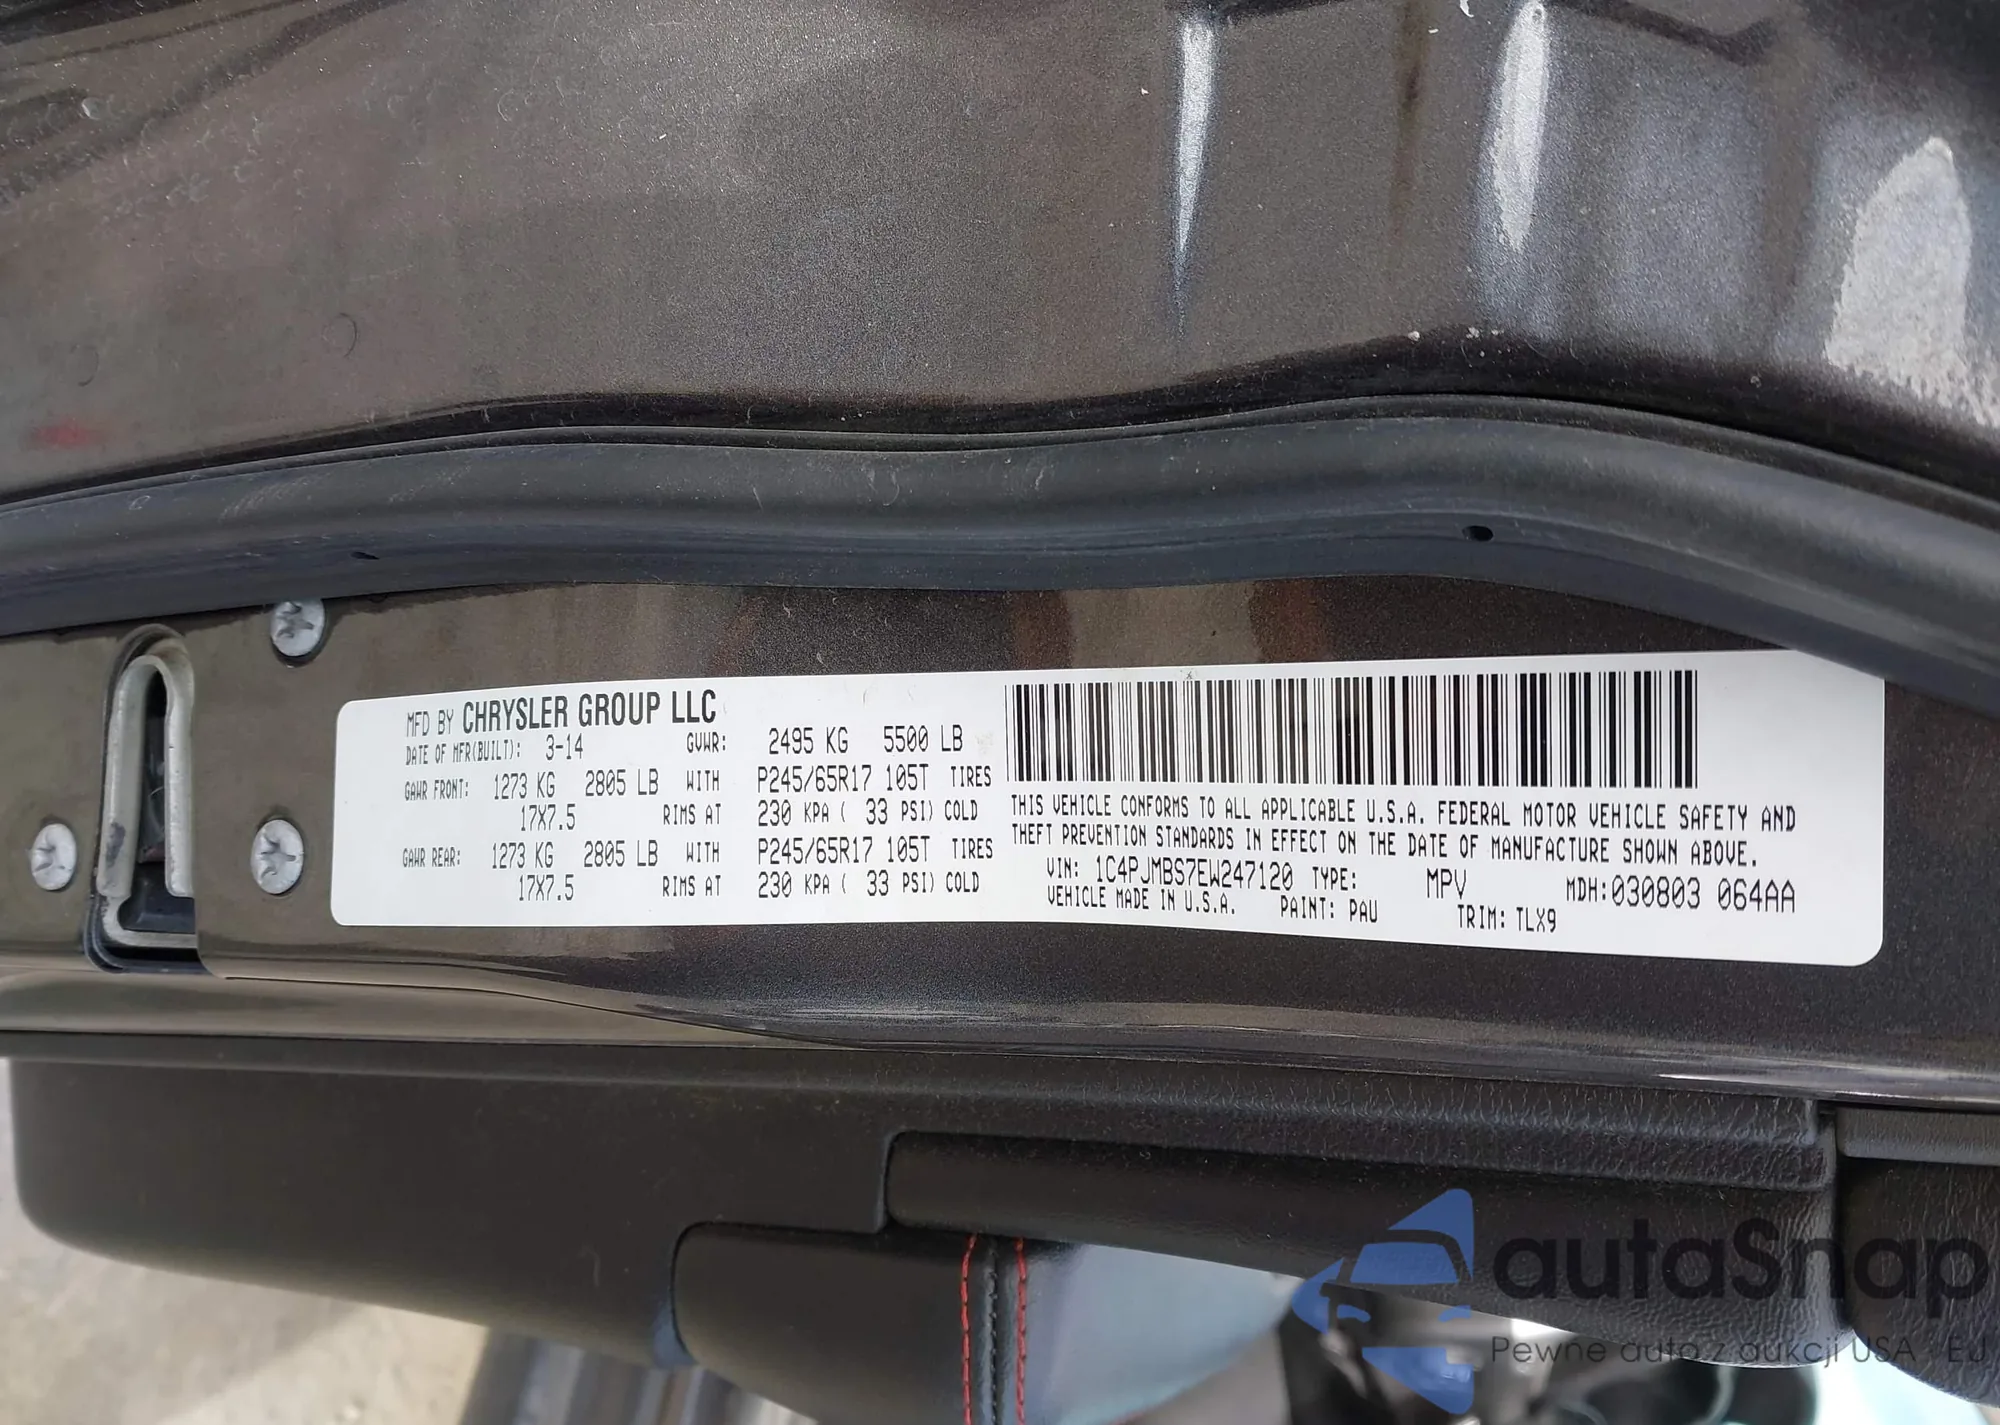 MFD BY CHRYSLER GROUP LLC
DATE OF MFR(BUILT): 3-14 GVWR: 2495 KG 5500 LB
GAWR FRONT: 1273 KG 2805 LB WITH P245/65R17 105T TIRES
17X7.5 RIMS AT 230 KPA ( 33 PSI) COLD
GAWR REAR: 1273 KG 2805 LB WITH P245/65R17 105T TIRES
17X7.5 RIMS AT 230 KPA ( 33 PSI) COLD
THIS VEHICLE CONFORMS TO ALL APPLICABLE U.S.A. FEDERAL MOTOR VEHICLE SAFETY AND
THEFT PREVENTION STANDARDS IN EFFECT ON THE DATE OF MANUFACTURE SHOWN ABOVE.
VIN: 1C4PJMBS7EW247120 TYPE: MPV MDH:030803 064AA
VEHICLE MADE IN U.S.A. PAINT: PAU TRIM: TLX9
autaSnap
Pewne auto z aukcji USA - EU